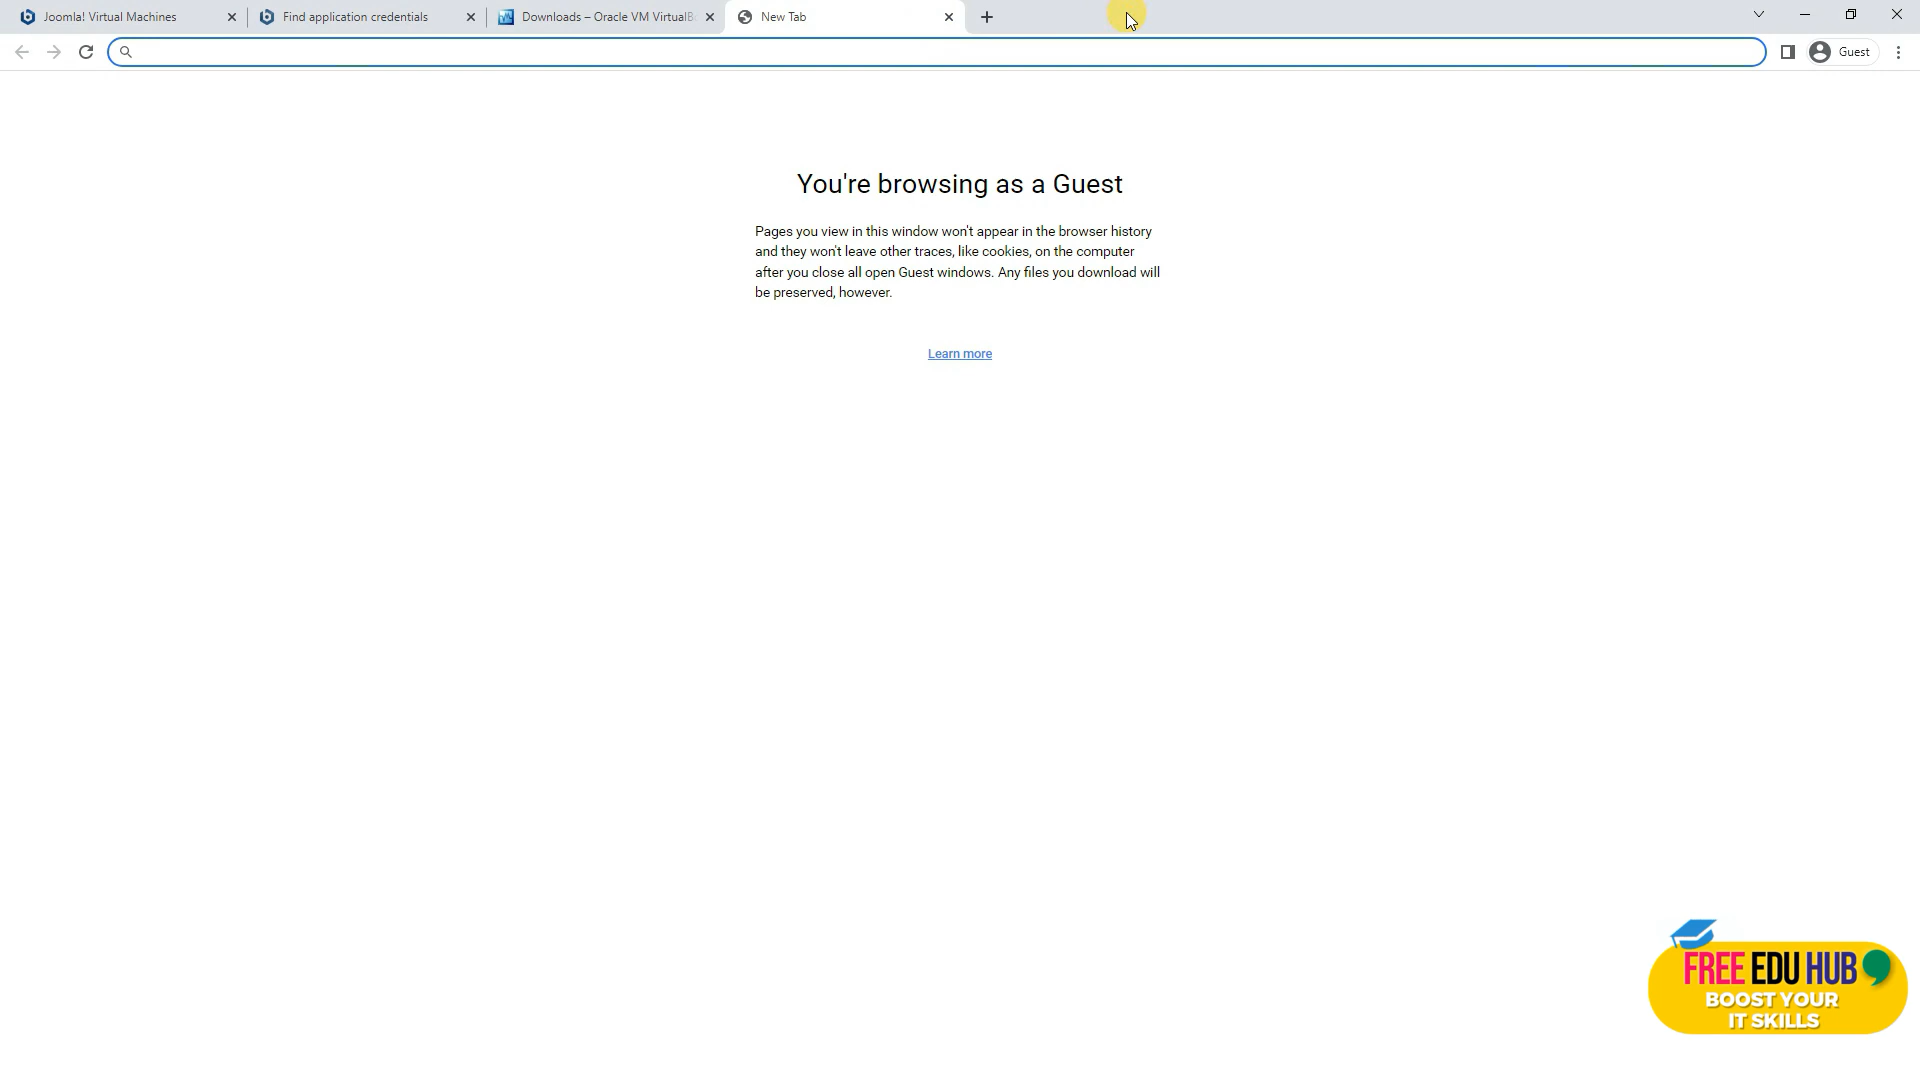 Joomla! Virtual Machines
Find application credentials
Downloads – Oracle VM VirtualB
New Tab
Guest
You're browsing as a Guest
Pages you view in this window won't appear in the browser history
and they won't leave other traces, like cookies, on the computer
after you close all open Guest windows. Any files you download will
be preserved, however.
Learn more
FREE EDU HUB
BOOST YOUR
IT SKILLS